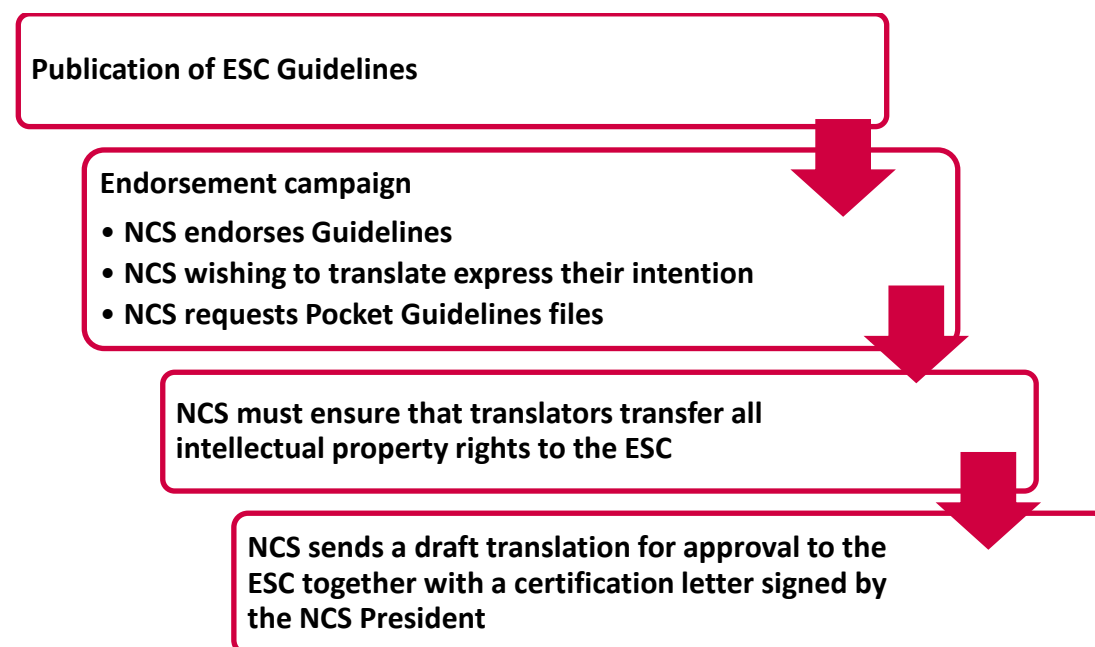 Publication of ESC Guidelines
Endorsement campaign
• NCS endorses Guidelines
• NCS wishing to translate express their intention
• NCS requests Pocket Guidelines files
NCS must ensure that translators transfer all
intellectual property rights to the ESC
NCS sends a draft translation for approval to the
ESC together with a certification letter signed by
the NCS President